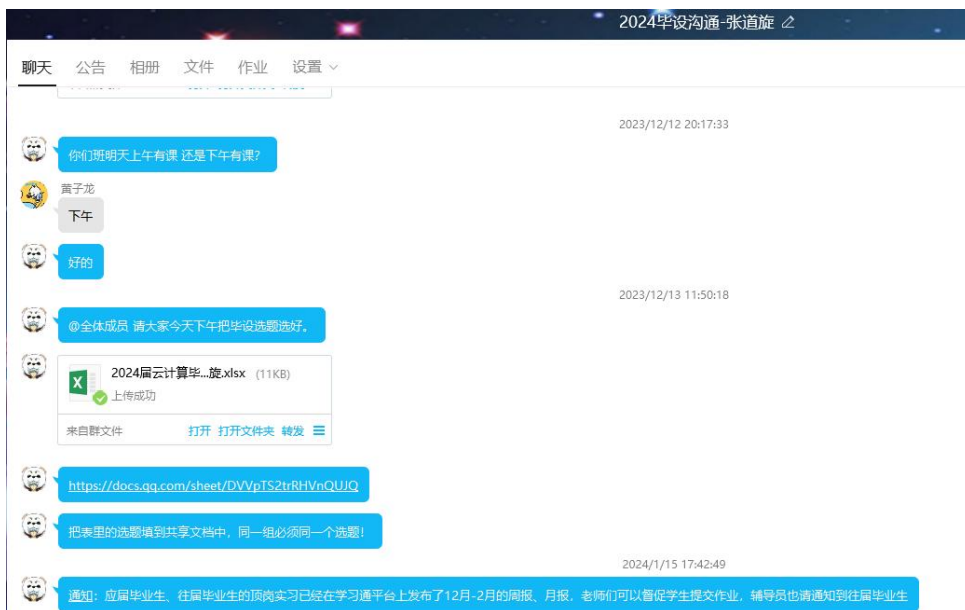 2024毕设沟通-张道旋
聊天 公告 相册 文件 作业 设置
2023/12/12 20:17:33
你们班明天上午有课 还是下午有课?
黄子龙
下午
好的
2023/12/13 11:50:18
@全体成员 请大家今天下午把毕设选题选好。
2024届云计算毕...旋.xlsx (11KB)
上传成功
来自群文件 打开 打开文件夹 转发
https://docs.qq.com/sheet/DVVpTS2trRHVnQUJQ
把表里的选题填到共享文档中，同一组必须同一个选题!
2024/1/15 17:42:49
通知：应届毕业生、往届毕业生的顶岗实习已经在学习通平台上发布了12月-2月的周报、月报，老师们可以督促学生提交作业，辅导员也请通知到往届毕业生